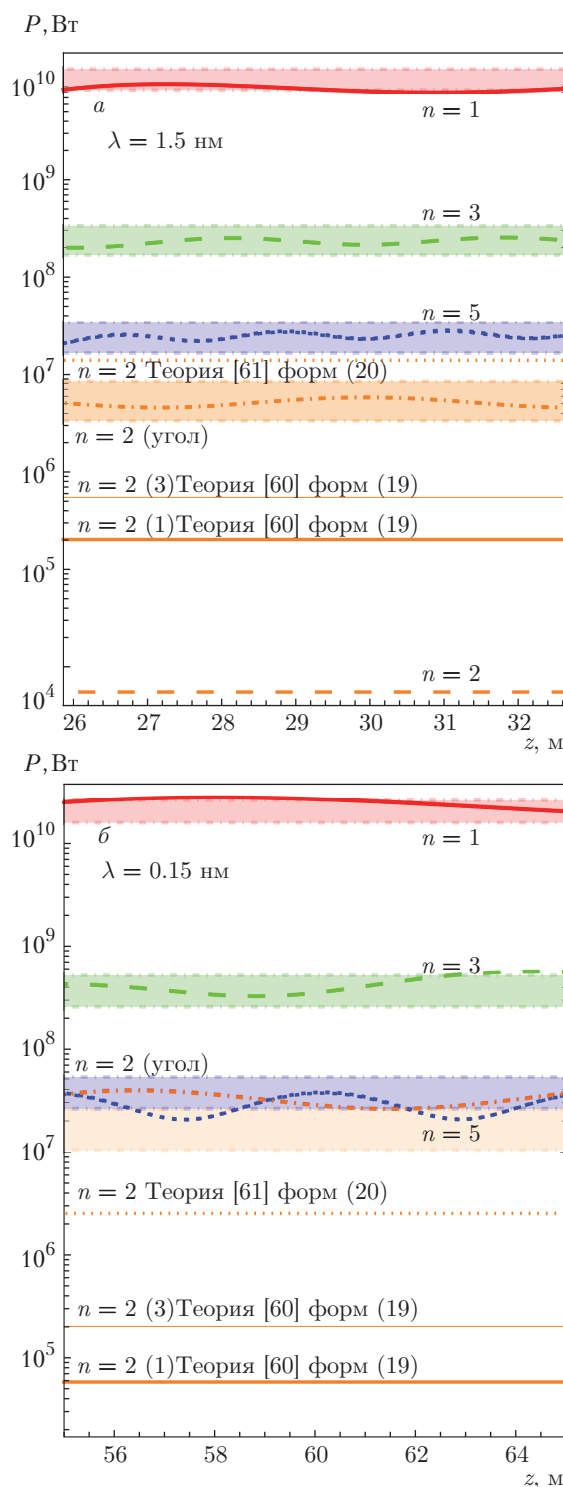 P, Вт
10^10
а
n = 1
λ = 1.5 нм
10^9
n = 3
10^8
n = 5
n = 2 Теория [61] форм (20)
10^7
n = 2 (угол)
10^6
n = 2 (3)Теория [60] форм (19)
n = 2 (1)Теория [60] форм (19)
10^5
n = 2
10^4
26 27 28 29 30 31 32
z, м
P, Вт
10^10
б
n = 1
λ = 0.15 нм
10^9
n = 3
10^8
n = 2 (угол)
n = 5
10^7
n = 2 Теория [61] форм (20)
10^6
n = 2 (3)Теория [60] форм (19)
10^5
n = 2 (1)Теория [60] форм (19)
56 58 60 62 64
z, м